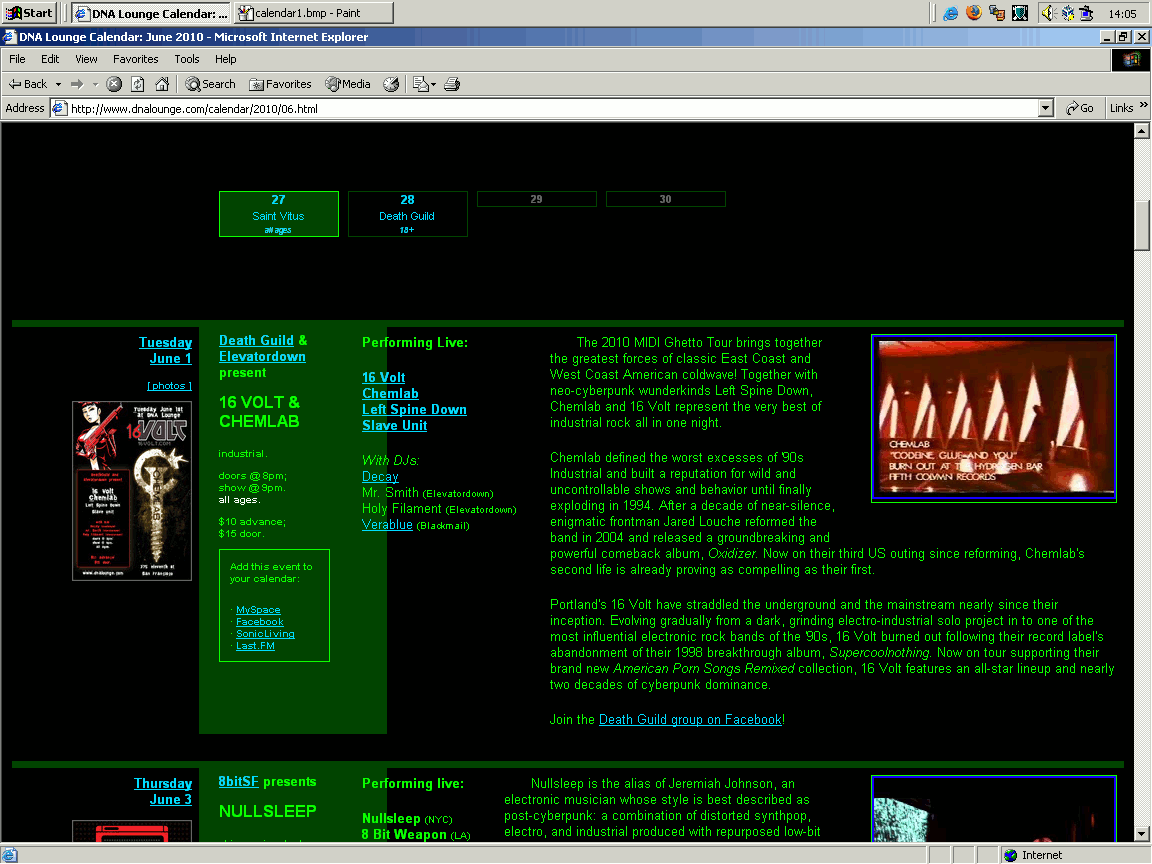 Start
DNA Lounge Calendar: ...
calendar1.bmp - Paint
14:05
DNA Lounge Calendar: June 2010 - Microsoft Internet Explorer
File Edit View Favorites Tools Help
Back Search Favorites Media
Address http://www.dnalounge.com/calendar/2010/06.html Go Links »
27
Saint Vitus
all ages
28
Death Guild
18+
29
30
Tuesday
June 1
[ photos ]
Tuesday June 1st
at DNA Lounge
16 VOLT
16 volt
chemlab
Left Spine Down
Slave Unit
www.dnalounge.com
375 eleventh st
San Francisco
Death Guild &
Elevatordown
present
16 VOLT &
CHEMLAB
industrial.
doors @ 8pm;
show @ 9pm.
all ages.
$10 advance;
$15 door.
Add this event to
your calendar:
· MySpace
· Facebook
· SonicLiving
· Last.FM
Performing Live:
16 Volt
Chemlab
Left Spine Down
Slave Unit
With DJs:
Decay
Mr. Smith (Elevatordown)
Holy Filament (Elevatordown)
Verablue (Blackmail)
The 2010 MIDI Ghetto Tour brings together
the greatest forces of classic East Coast and
West Coast American coldwave! Together with
neo-cyberpunk wunderkinds Left Spine Down,
Chemlab and 16 Volt represent the very best of
industrial rock all in one night.
Chemlab defined the worst excesses of '90s
Industrial and built a reputation for wild and
uncontrollable shows and behavior until finally
exploding in 1994. After a decade of near-silence,
enigmatic frontman Jared Louche reformed the
band in 2004 and released a groundbreaking and
powerful comeback album, Oxidizer. Now on their third US outing since reforming, Chemlab's
second life is already proving as compelling as their first.
Portland's 16 Volt have straddled the underground and the mainstream nearly since their
inception. Evolving gradually from a dark, grinding electro-industrial solo project in to one of the
most influential electronic rock bands of the '90s, 16 Volt burned out following their record label's
abandonment of their 1998 breakthrough album, Supercoolnothing. Now on tour supporting their
brand new American Porn Songs Remixed collection, 16 Volt features an all-star lineup and nearly
two decades of cyberpunk dominance.
Join the Death Guild group on Facebook!
CHEMLAB
"CODEINE, GLUE AND YOU"
BURN OUT AT THE HYDROGEN BAR
FIFTH COLVMN RECORDS
Thursday
June 3
8bitSF presents
NULLSLEEP
Performing live:
Nullsleep (NYC)
8 Bit Weapon (LA)
Nullsleep is the alias of Jeremiah Johnson, an
electronic musician whose style is best described as
post-cyberpunk: a combination of distorted synthpop,
electro, and industrial produced with repurposed low-bit
Internet